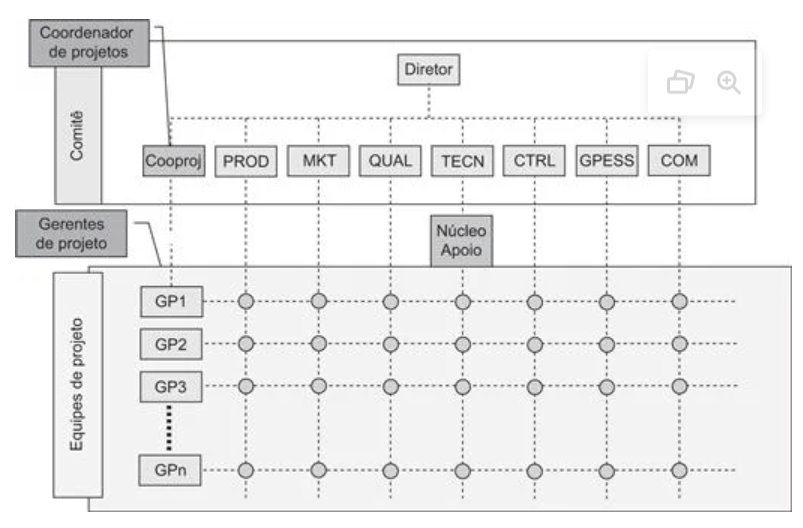 Coordenador
de projetos
Diretor
Comitê
Cooproj
PROD
MKT
QUAL
TECN
CTRL
GPESS
COM
Gerentes
de projeto
Núcleo
Apoio
Equipes de projeto
GP1
GP2
GP3
GPn